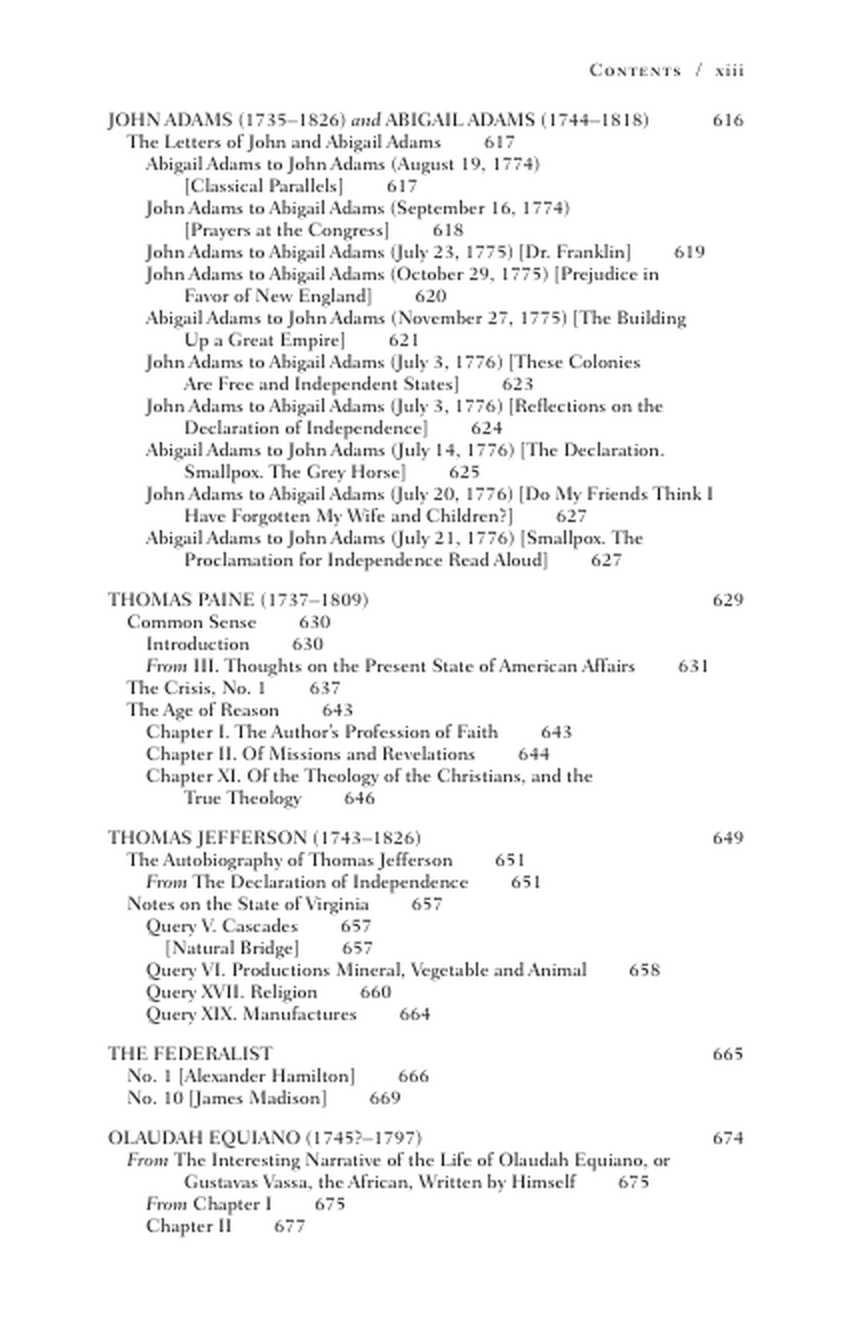 CONTENTS / xiii
JOHN ADAMS (1735–1826) and ABIGAIL ADAMS (1744–1818) 616
The Letters of John and Abigail Adams 617
Abigail Adams to John Adams (August 19, 1774)
[Classical Parallels] 617
John Adams to Abigail Adams (September 16, 1774)
[Prayers at the Congress] 618
John Adams to Abigail Adams (July 23, 1775) [Dr. Franklin] 619
John Adams to Abigail Adams (October 29, 1775) [Prejudice in
Favor of New England] 620
Abigail Adams to John Adams (November 27, 1775) [The Building
Up a Great Empire] 621
John Adams to Abigail Adams (July 3, 1776) [These Colonies
Are Free and Independent States] 623
John Adams to Abigail Adams (July 3, 1776) [Reflections on the
Declaration of Independence] 624
Abigail Adams to John Adams (July 14, 1776) [The Declaration.
Smallpox. The Grey Horse] 625
John Adams to Abigail Adams (July 20, 1776) [Do My Friends Think I
Have Forgotten My Wife and Children?] 627
Abigail Adams to John Adams (July 21, 1776) [Smallpox. The
Proclamation for Independence Read Aloud] 627
THOMAS PAINE (1737–1809) 629
Common Sense 630
Introduction 630
From III. Thoughts on the Present State of American Affairs 631
The Crisis, No. 1 637
The Age of Reason 643
Chapter I. The Author's Profession of Faith 643
Chapter II. Of Missions and Revelations 644
Chapter XI. Of the Theology of the Christians, and the
True Theology 646
THOMAS JEFFERSON (1743–1826) 649
The Autobiography of Thomas Jefferson 651
From The Declaration of Independence 651
Notes on the State of Virginia 657
Query V. Cascades 657
[Natural Bridge] 657
Query VI. Productions Mineral, Vegetable and Animal 658
Query XVII. Religion 660
Query XIX. Manufactures 664
THE FEDERALIST 665
No. 1 [Alexander Hamilton] 666
No. 10 [James Madison] 669
OLAUDAH EQUIANO (1745?–1797) 674
From The Interesting Narrative of the Life of Olaudah Equiano, or
Gustavas Vassa, the African, Written by Himself 675
From Chapter I 675
Chapter II 677